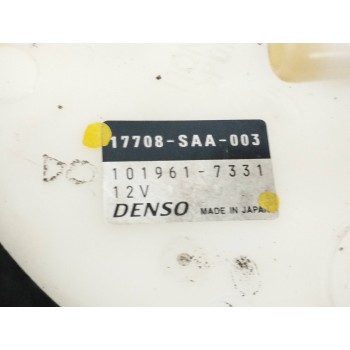 17708-SAA-003
101961-7331
12V
DENSO MADE IN JAPAN